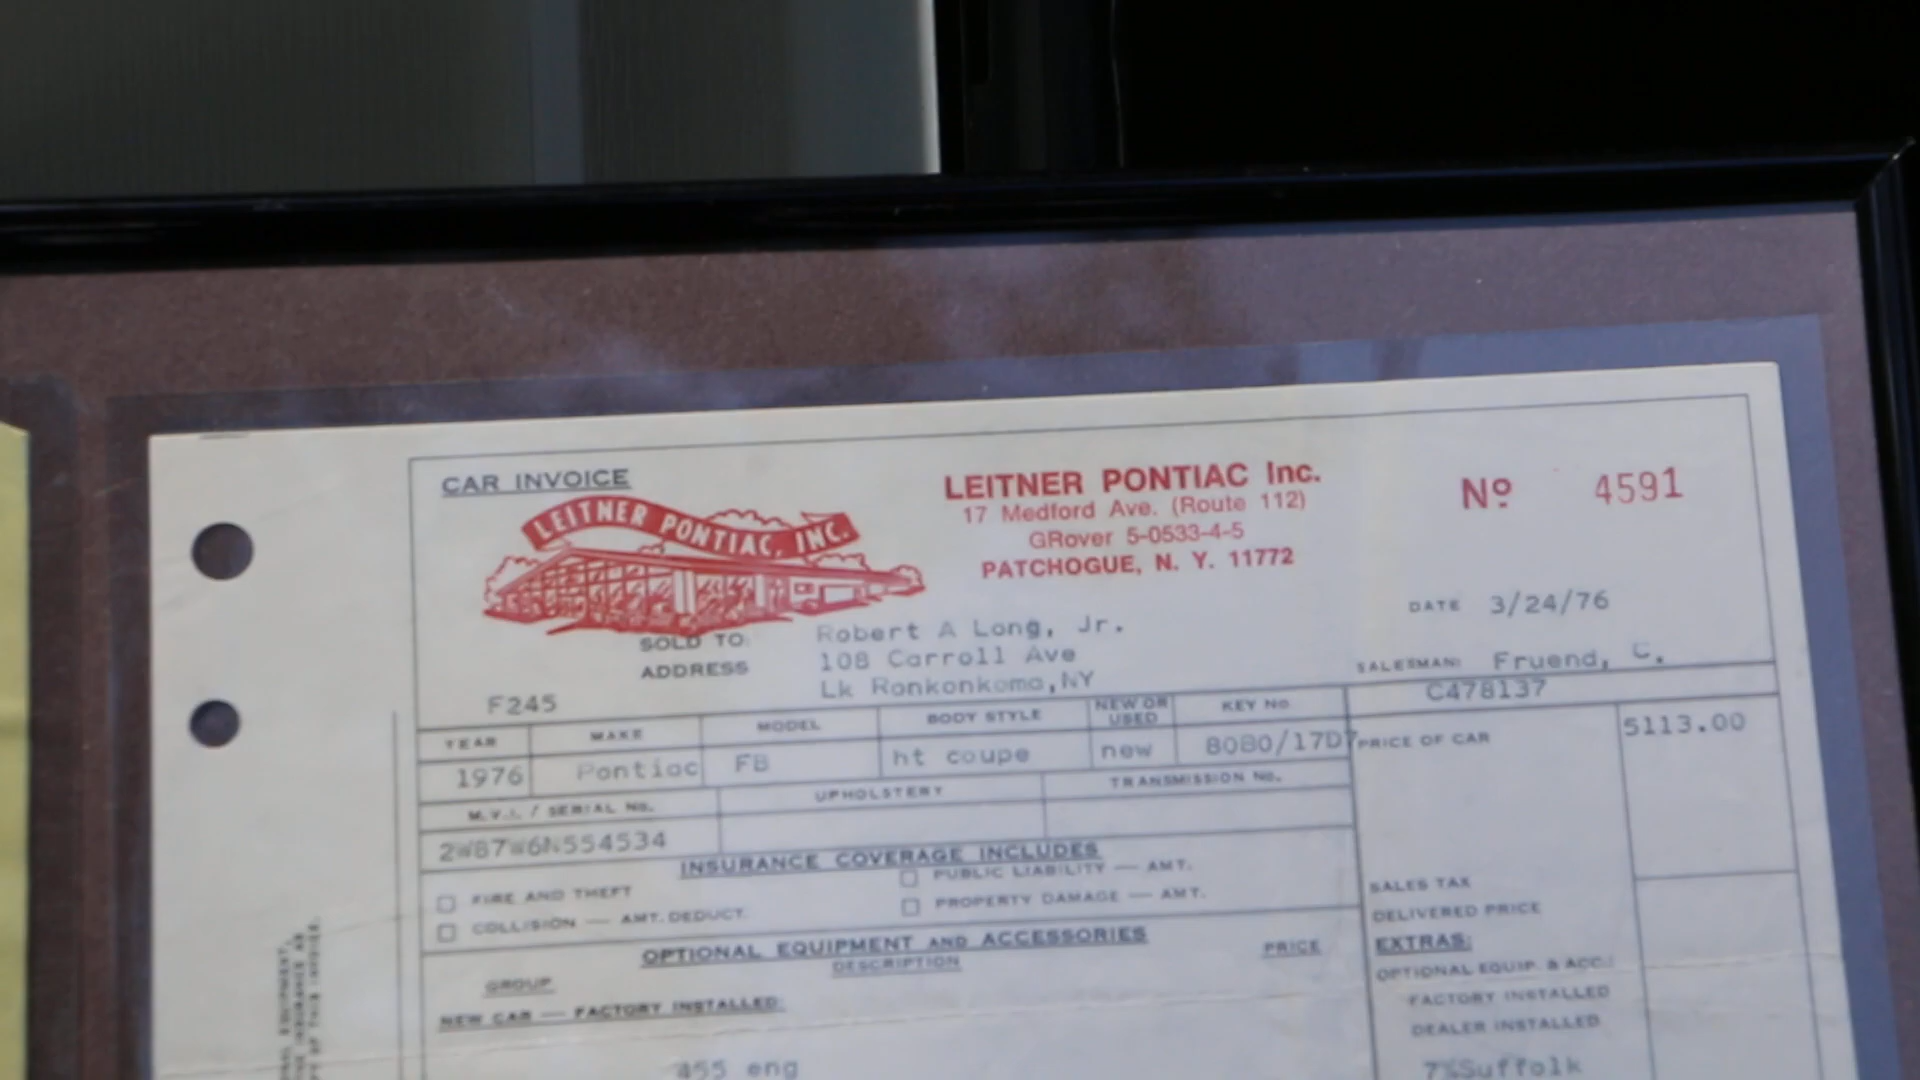 CAR INVOICE
LEITNER PONTIAC, INC.
LEITNER PONTIAC Inc.
17 Medford Ave. (Route 112)
GRover 5-0533-4-5
PATCHOGUE, N. Y. 11772
Nº 4591
DATE 3/24/76
SOLD TO: Robert A Long, Jr.
ADDRESS 108 Carroll Ave
Lk Ronkonkoma,NY
SALESMAN: Fruend, C.
F245
C478137
YEAR MAKE MODEL BODY STYLE NEW OR USED KEY No.
1976 Pontiac FB ht coupe new 8080/17D7
PRICE OF CAR 5113.00
M.V.I. / SERIAL No. UPHOLSTERY TRANSMISSION No.
2W87W6N554534
INSURANCE COVERAGE INCLUDES
FIRE AND THEFT
PUBLIC LIABILITY — AMT.
COLLISION — AMT. DEDUCT.
PROPERTY DAMAGE — AMT.
SALES TAX
DELIVERED PRICE
OPTIONAL EQUIPMENT AND ACCESSORIES
GROUP DESCRIPTION PRICE
EXTRAS:
OPTIONAL EQUIP. & ACC.:
NEW CAR — FACTORY INSTALLED:
FACTORY INSTALLED
DEALER INSTALLED
455 eng
7%Suffolk